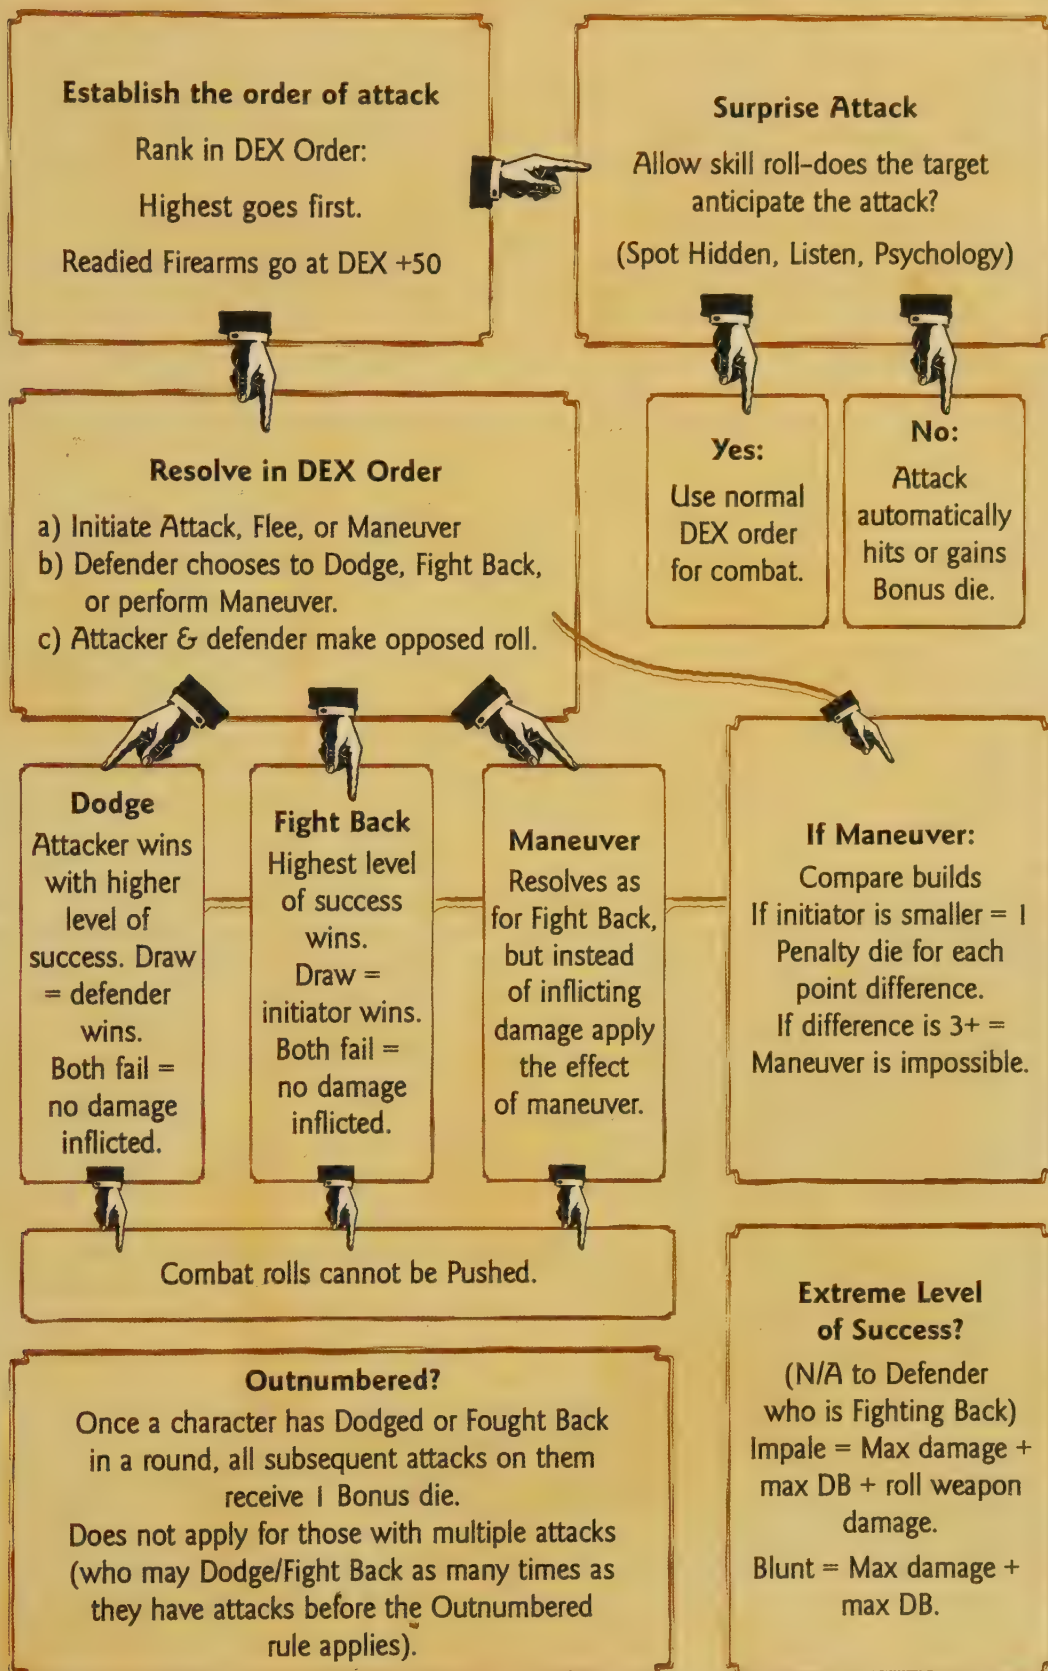 Establish the order of attack
Rank in DEX Order:
Highest goes first.
Readied Firearms go at DEX +50
Surprise Attack
Allow skill roll-does the target
anticipate the attack?
(Spot Hidden, Listen, Psychology)
Yes:
Use normal
DEX order
for combat.
No:
Attack
automatically
hits or gains
Bonus die.
Resolve in DEX Order
a) Initiate Attack, Flee, or Maneuver
b) Defender chooses to Dodge, Fight Back,
or perform Maneuver.
c) Attacker & defender make opposed roll.
Dodge
Attacker wins
with higher
level of
success. Draw
= defender
wins.
Both fail =
no damage
inflicted.
Fight Back
Highest level
of success
wins.
Draw =
initiator wins.
Both fail =
no damage
inflicted.
Maneuver
Resolves as
for Fight Back,
but instead
of inflicting
damage apply
the effect
of maneuver.
If Maneuver:
Compare builds
If initiator is smaller = 1
Penalty die for each
point difference.
If difference is 3+ =
Maneuver is impossible.
Combat rolls cannot be Pushed.
Outnumbered?
Once a character has Dodged or Fought Back
in a round, all subsequent attacks on them
receive 1 Bonus die.
Does not apply for those with multiple attacks
(who may Dodge/Fight Back as many times as
they have attacks before the Outnumbered
rule applies).
Extreme Level
of Success?
(N/A to Defender
who is Fighting Back)
Impale = Max damage +
max DB + roll weapon
damage.
Blunt = Max damage +
max DB.